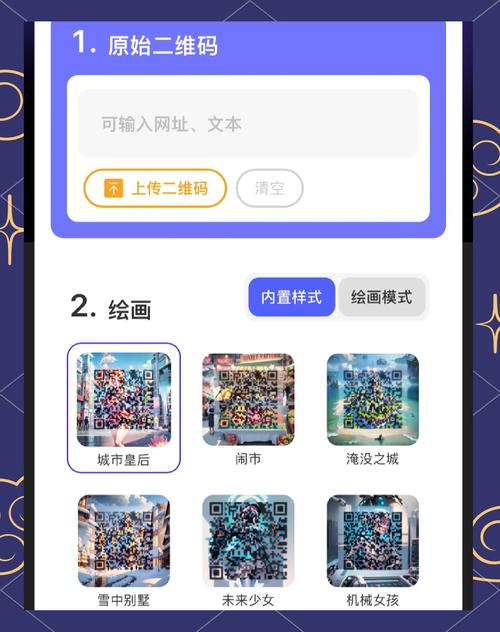 1. 原始二维码
可输入网址、文本
上传二维码 清空
2. 绘画 内置样式 绘画模式
城市皇后 闹市 淹没之城
雪中别墅 未来少女 机械女孩